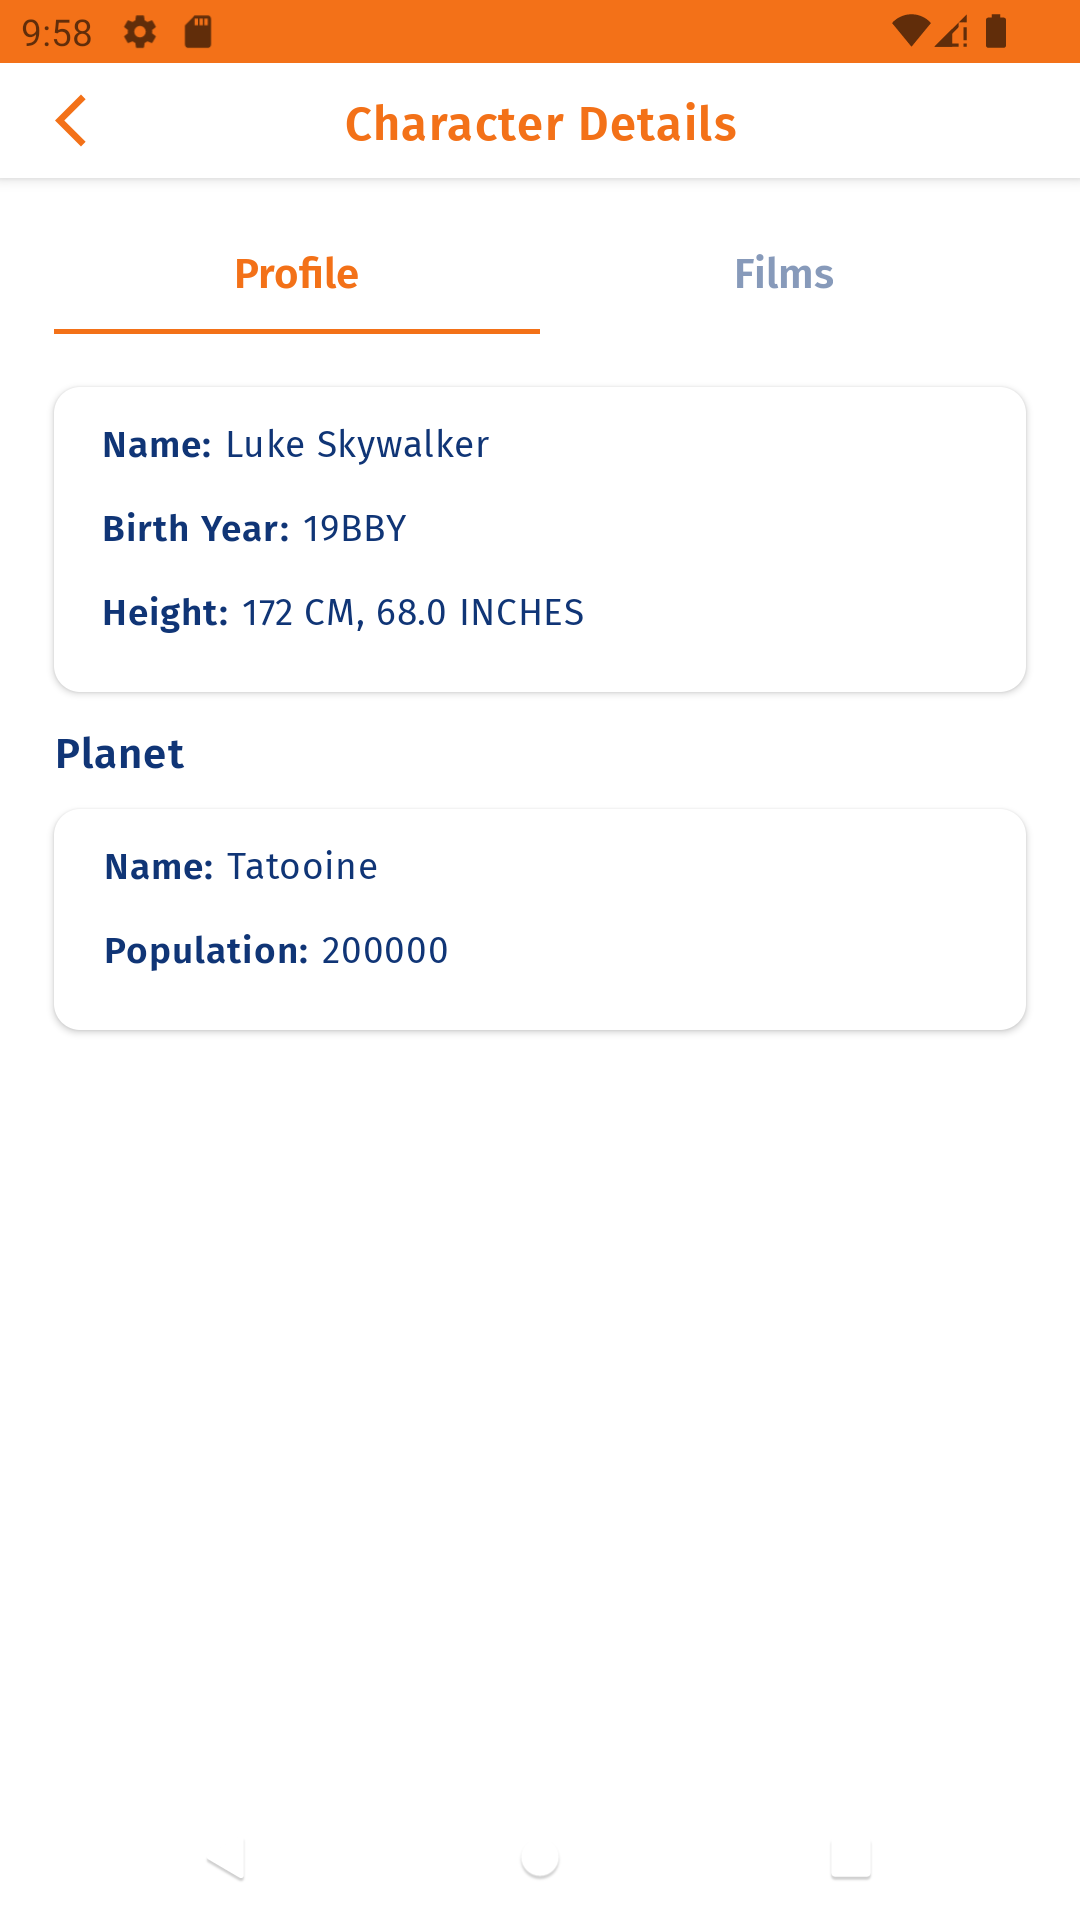 9:58
Character Details
Profile
Films
Name: Luke Skywalker
Birth Year: 19BBY
Height: 172 CM, 68.0 INCHES
Planet
Name: Tatooine
Population: 200000